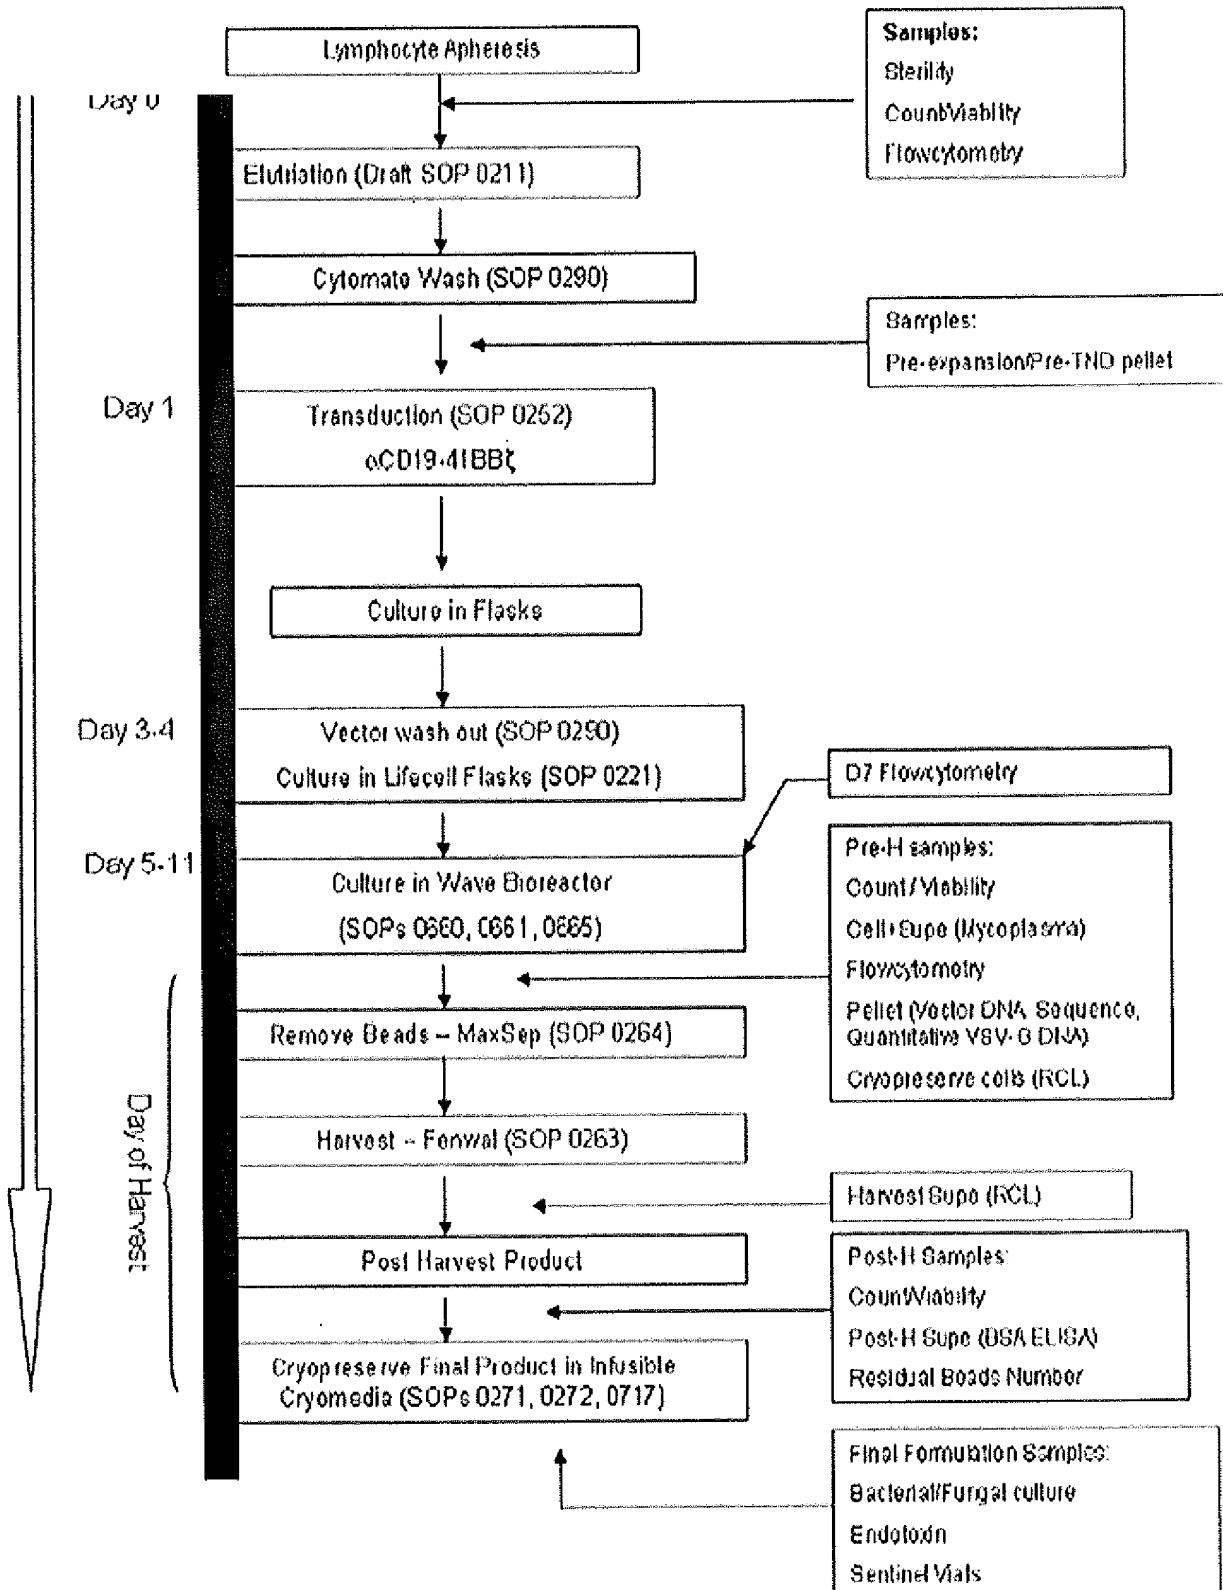 Lymphocyte Apheresis
Samples:
Sterility
Count/Viability
Flowcytometry
Day 0
Elutriation (Draft SOP 0211)
Cytomate Wash (SOP 0290)
Samples:
Pre-expansion/Pre-TND pellet
Day 1
Transduction (SOP 0252)
αCD19-41BBζ
Culture in Flasks
Day 3-4
Vector wash out (SOP 0290)
Culture in Lifecell Flasks (SOP 0221)
D7 Flowcytometry
Day 5-11
Culture in Wave Bioreactor
(SOPs 0660, 0661, 0665)
Pre-H samples:
Count / Viability
Cell+Supe (Mycoplasma)
Flowcytometry
Pellet (Vector DNA Sequence,
Quantitative VSV-G DNA)
Cryopreserve cells (RCL)
Remove Beads – MaxSep (SOP 0264)
Day of Harvest
Harvest – Fenwal (SOP 0263)
Harvest Supe (RCL)
Post Harvest Product
Post-H Samples:
Count/Viability
Post-H Supe (BSA ELISA)
Residual Beads Number
Cryopreserve Final Product in Infusible
Cryomedia (SOPs 0271, 0272, 0717)
Final Formulation Samples:
Bacterial/Fungal culture
Endotoxin
Sentinel Vials